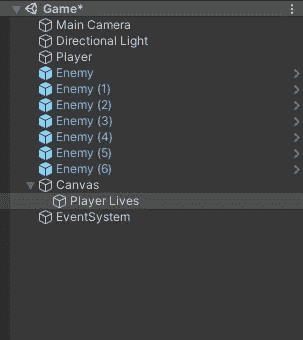 Game*
Main Camera
Directional Light
Player
Enemy
Enemy (1)
Enemy (2)
Enemy (3)
Enemy (4)
Enemy (5)
Enemy (6)
Canvas
Player Lives
EventSystem